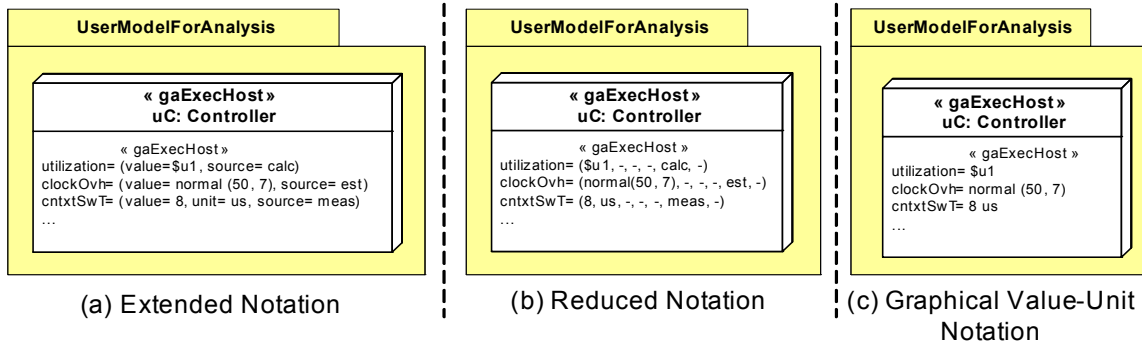 UserModelForAnalysis
« gaExecHost »
uC: Controller
« gaExecHost »
utilization= (value=$u1, source= calc)
clockOvh= (value= normal (50, 7), source= est)
cntxtSwT= (value= 8, unit= us, source= meas)
...
(a) Extended Notation
UserModelForAnalysis
« gaExecHost »
uC: Controller
« gaExecHost »
utilization= ($u1, -, -, -, calc, -)
clockOvh= (normal(50, 7), -, -, -, est, -)
cntxtSwT= (8, us, -, -, -, meas, -)
...
(b) Reduced Notation
UserModelForAnalysis
« gaExecHost »
uC: Controller
« gaExecHost »
utilization= $u1
clockOvh= normal (50, 7)
cntxtSwT= 8 us
...
(c) Graphical Value-Unit
Notation